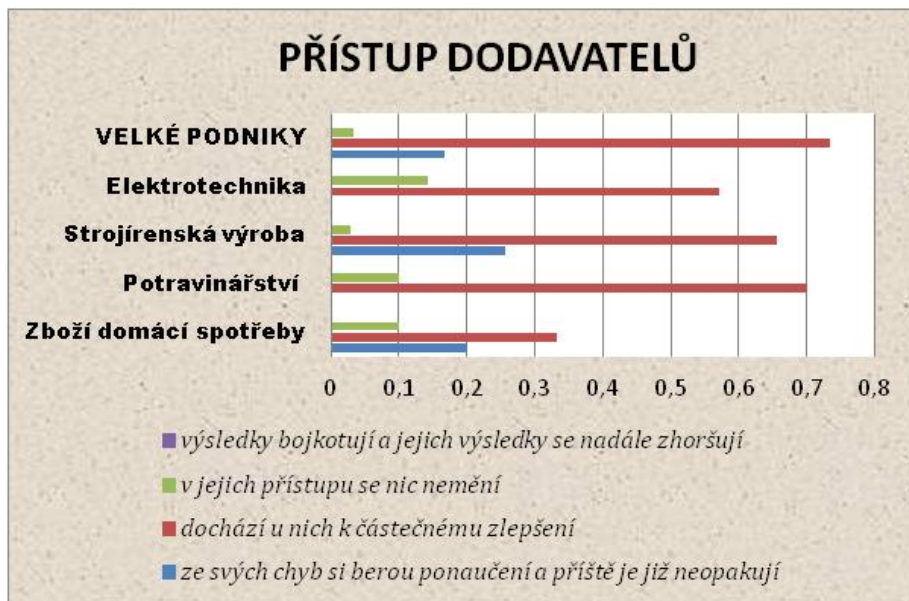 PŘÍSTUP DODAVATELŮ
VELKÉ PODNIKY
Elektrotechnika
Strojírenská výroba
Potravinářství
Zboží domácí spotřeby
0 0,1 0,2 0,3 0,4 0,5 0,6 0,7 0,8
výsledky bojkotují a jejich výsledky se nadále zhoršují
v jejich přístupu se nic nemění
dochází u nich k částečnému zlepšení
ze svých chyb si berou ponaučení a příště je již neopakují